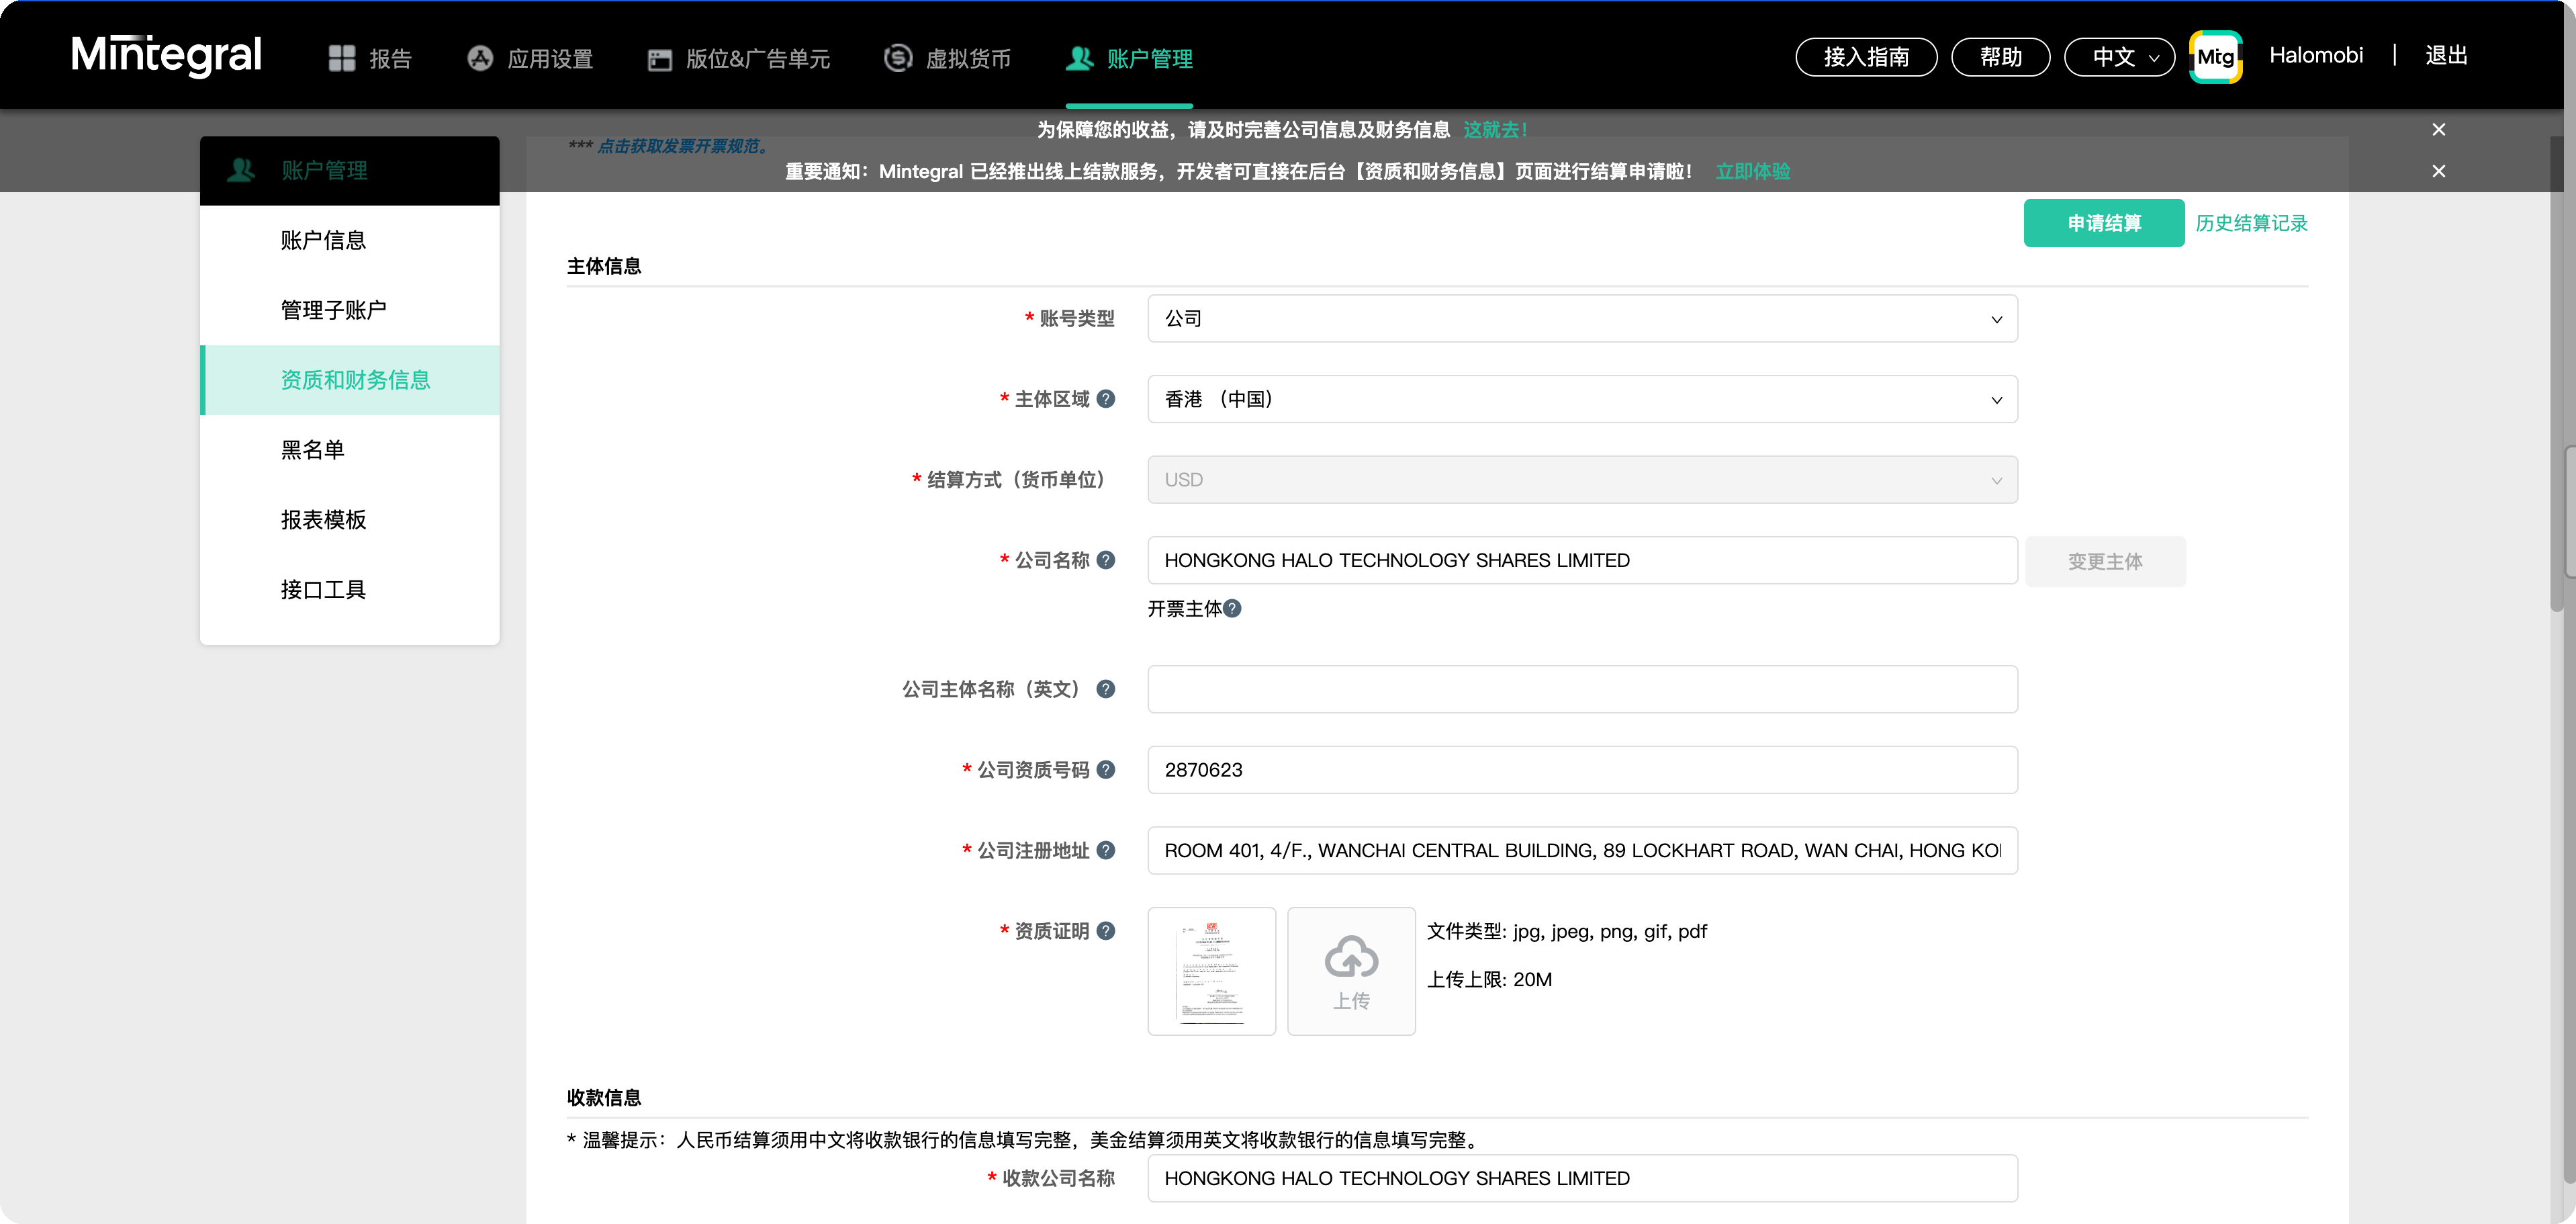 Mintegral
报告
应用设置
版位&广告单元
虚拟货币
账户管理
接入指南
帮助
中文
Mtg
Halomobi
退出
为保障您的收益，请及时完善公司信息及财务信息 这就去！
*** 点击获取发票开票规范。
重要通知：Mintegral 已经推出线上结款服务，开发者可直接在后台【资质和财务信息】页面进行结算申请啦！ 立即体验
账户管理
账户信息
管理子账户
资质和财务信息
黑名单
报表模板
接口工具
申请结算
历史结算记录
主体信息
* 账号类型
公司
* 主体区域
香港 （中国）
* 结算方式（货币单位）
USD
* 公司名称
HONGKONG HALO TECHNOLOGY SHARES LIMITED
变更主体
开票主体
公司主体名称（英文）
* 公司资质号码
2870623
* 公司注册地址
ROOM 401, 4/F., WANCHAI CENTRAL BUILDING, 89 LOCKHART ROAD, WAN CHAI, HONG
* 资质证明
上传
文件类型: jpg, jpeg, png, gif, pdf
上传上限: 20M
收款信息
* 温馨提示：人民币结算须用中文将收款银行的信息填写完整，美金结算须用英文将收款银行的信息填写完整。
* 收款公司名称
HONGKONG HALO TECHNOLOGY SHARES LIMITED